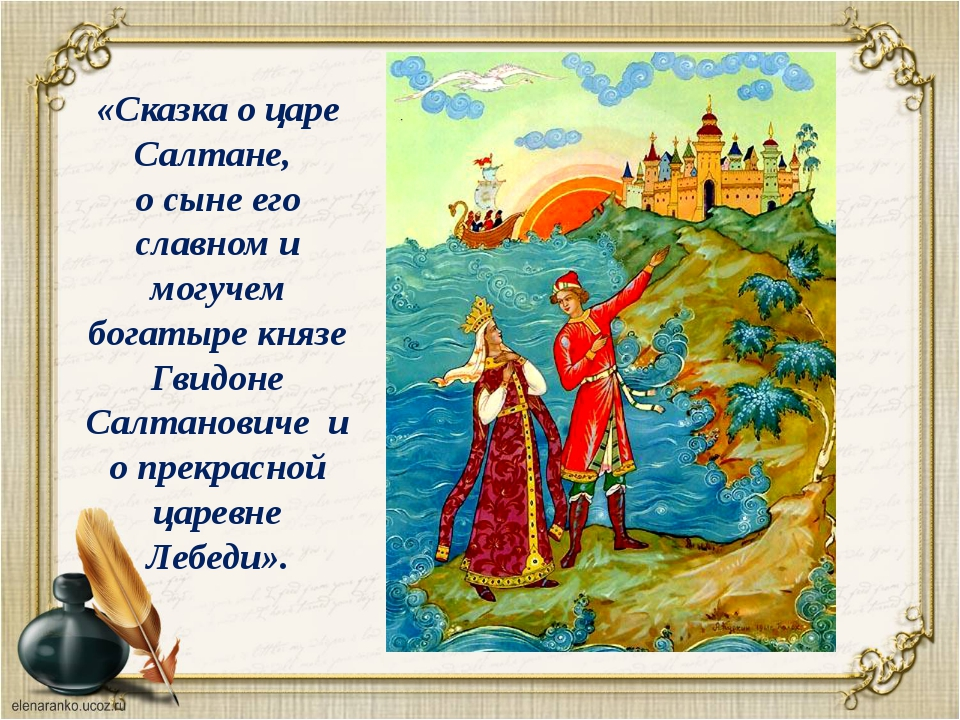 «Сказка о царе
Салтане,
о сыне его
славном и
могучем
богатыре князе
Гвидоне
Салтановиче и
о прекрасной
царевне
Лебеди».
elenaranko.ucoz.ru